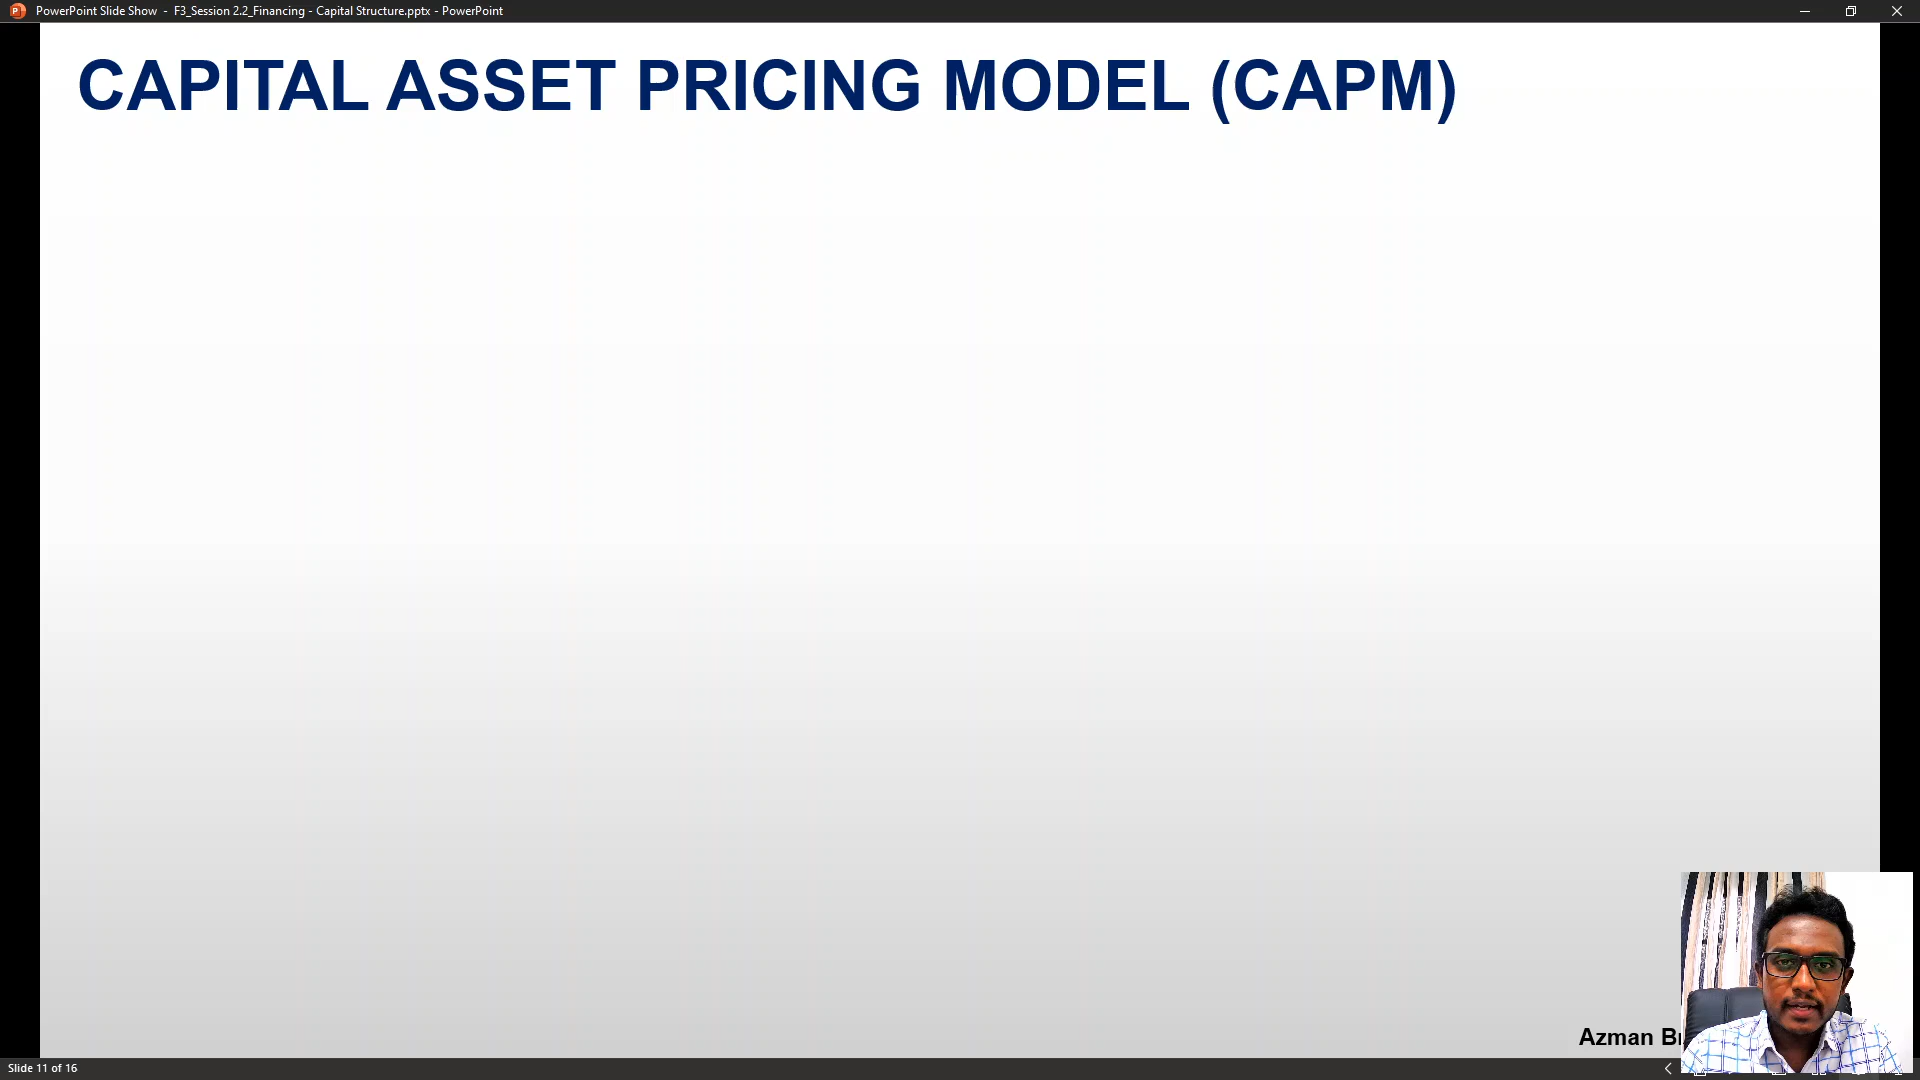 PowerPoint Slide Show - F3_Session 2.2_Financing - Capital Structure.pptx - PowerPoint
CAPITAL ASSET PRICING MODEL (CAPM)
Azman
Slide 11 of 16